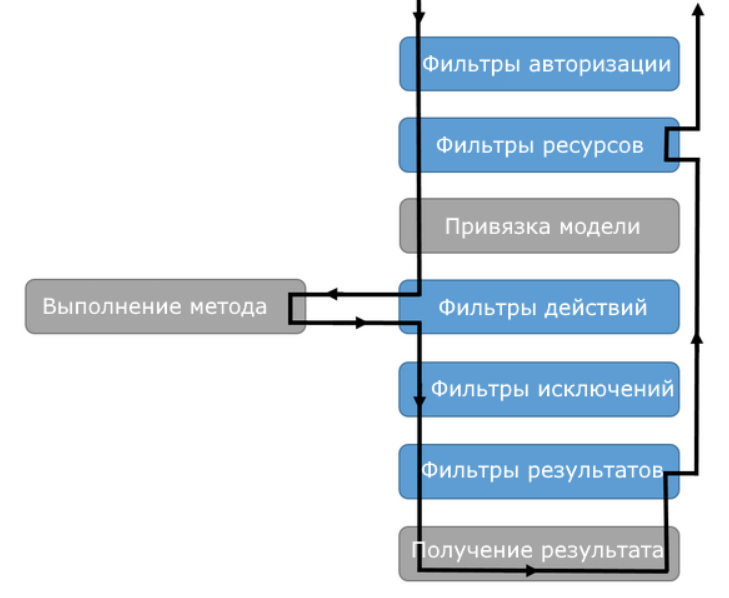 Фильтры авторизации
Фильтры ресурсов
Привязка модели
Выполнение метода
Фильтры действий
Фильтры исключений
Фильтры результатов
Получение результата